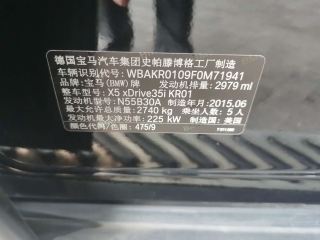 德国宝马汽车集团史帕滕博格工厂制造
车辆识别代号: WBAKR0109F0M71941
品牌: 宝马(BMW)牌 发动机排量: 2979 ml
整车型号: X5 xDrive35i KR01
发动机型号: N55B30A 制造年月: 2015.06
最大允许总质量: 2740 kg 乘坐人数: 5 人
发动机最大净功率: 225 kW 制造国: 美国
颜色代码/色漆: 475/9